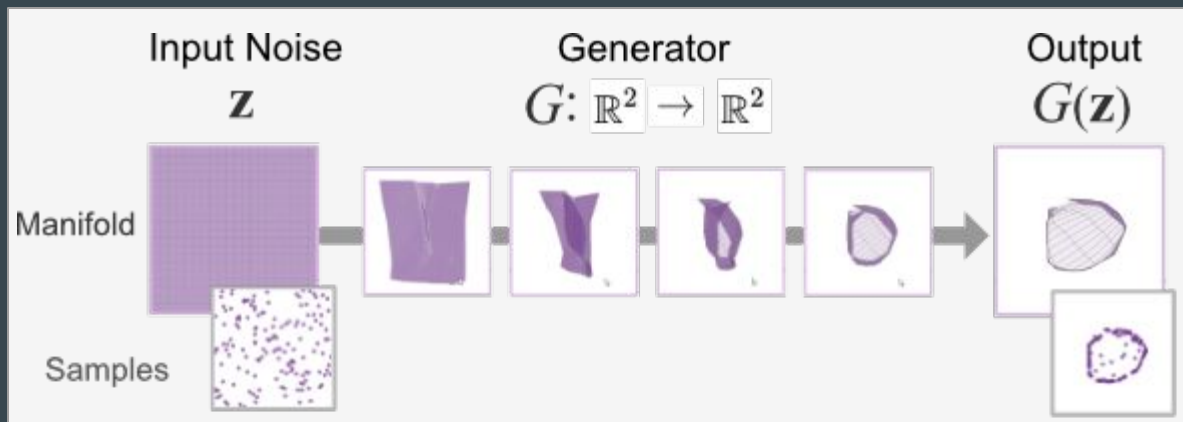 Input Noise
z
Generator
G: ℝ² → ℝ²
Output
G(z)
Manifold
Samples